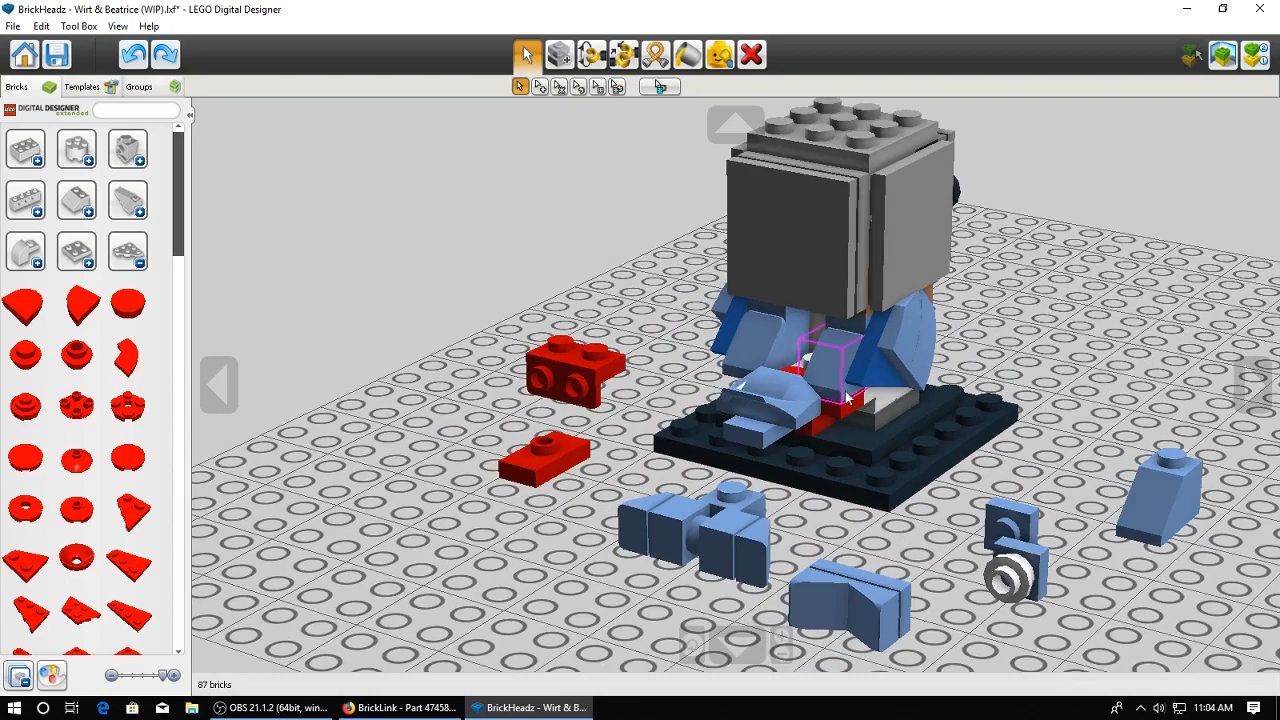 BrickHeadz - Wirt & Beatrice (WIP).lxf* - LEGO Digital Designer
File Edit Tool Box View Help
Bricks Templates Groups
DIGITAL DESIGNER
extended
87 bricks
OBS 21.1.2 (64bit, win... BrickLink - Part 47458... BrickHeadz - Wirt & B... 11:04 AM